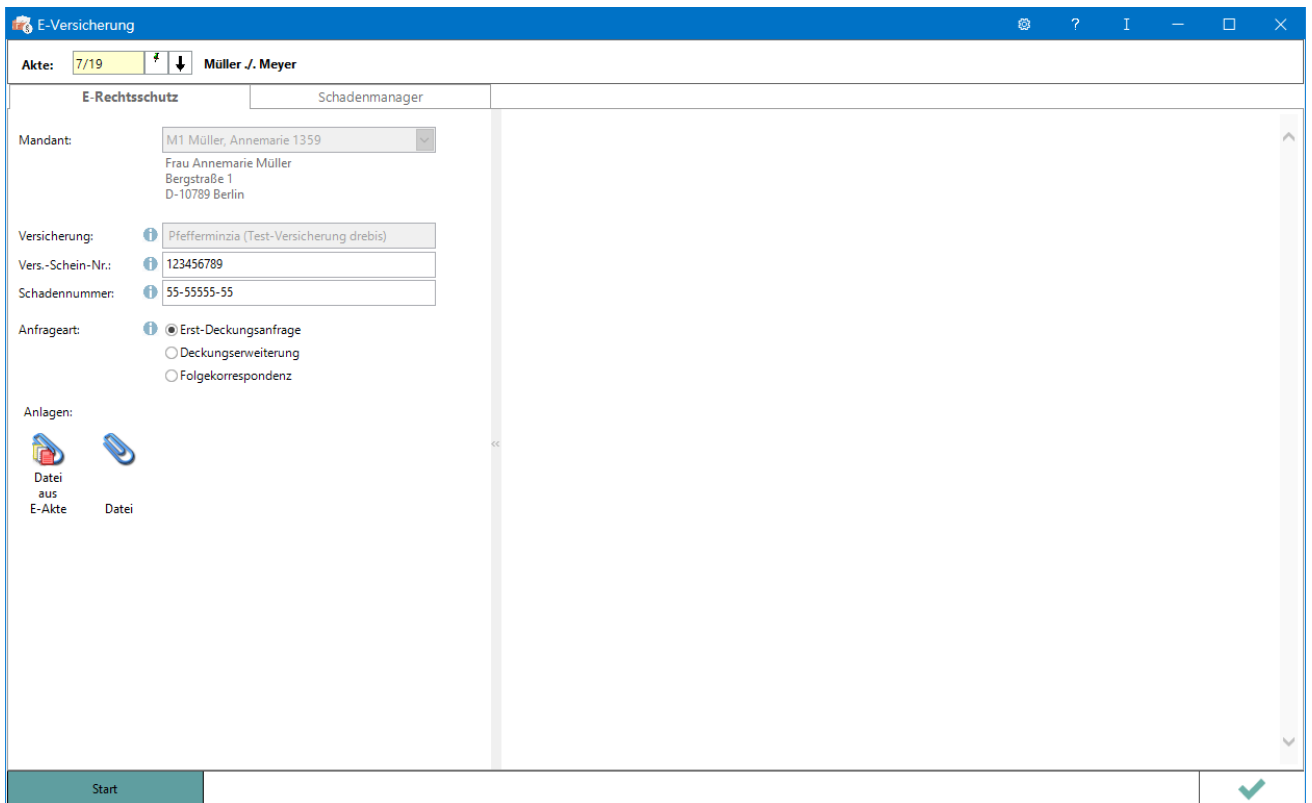 E-Versicherung
Akte: 7/19 Müller ./. Meyer
E-Rechtsschutz Schadenmanager
Mandant: M1 Müller, Annemarie 1359
Frau Annemarie Müller
Bergstraße 1
D-10789 Berlin
Versicherung: Pfefferminzia (Test-Versicherung drebis)
Vers.-Schein-Nr.: 123456789
Schadennummer: 55-55555-55
Anfrageart: Erst-Deckungsanfrage
Deckungserweiterung
Folgekorrespondenz
Anlagen:
Datei
aus
E-Akte Datei
Start